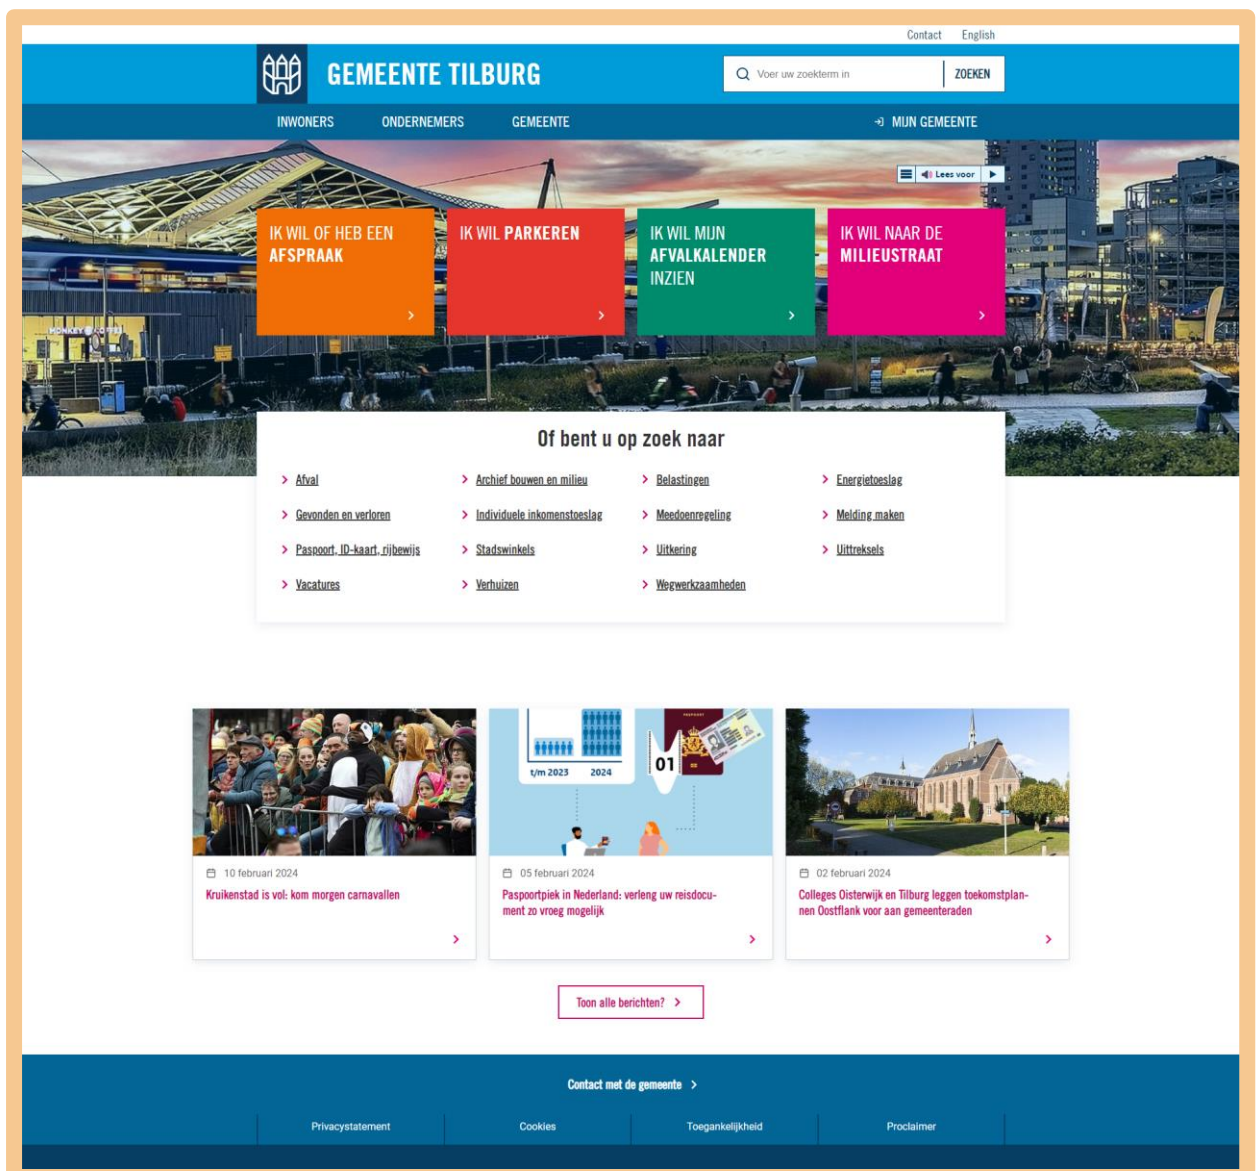 Contact English
GEMEENTE TILBURG
Voer uw zoekterm in
ZOEKEN
INWONERS ONDERNEMERS GEMEENTE
MIJN GEMEENTE
Lees voor
IK WIL OF HEB EEN
AFSPRAAK
IK WIL PARKEREN
IK WIL MIJN
AFVALKALENDER
INZIEN
IK WIL NAAR DE
MILIEUSTRAAT
Of bent u op zoek naar
Afval Archief bouwen en milieu Belastingen Energietoeslag
Gevonden en verloren Individuele inkomenstoeslag Meedoenregeling Melding maken
Paspoort, ID-kaart, rijbewijs Stadswinkels Uitkering Uittreksels
Vacatures Verhuizen Wegwerkzaamheden
PASPOORT
01
t/m 2023 2024
10 februari 2024
Kruikenstad is vol: kom morgen carnavallen
05 februari 2024
Paspoortpiek in Nederland: verleng uw reisdocu-
ment zo vroeg mogelijk
02 februari 2024
Colleges Oisterwijk en Tilburg leggen toekomstplan-
nen Oostflank voor aan gemeenteraden
Toon alle berichten?
Contact met de gemeente
Privacystatement Cookies Toegankelijkheid Proclaimer